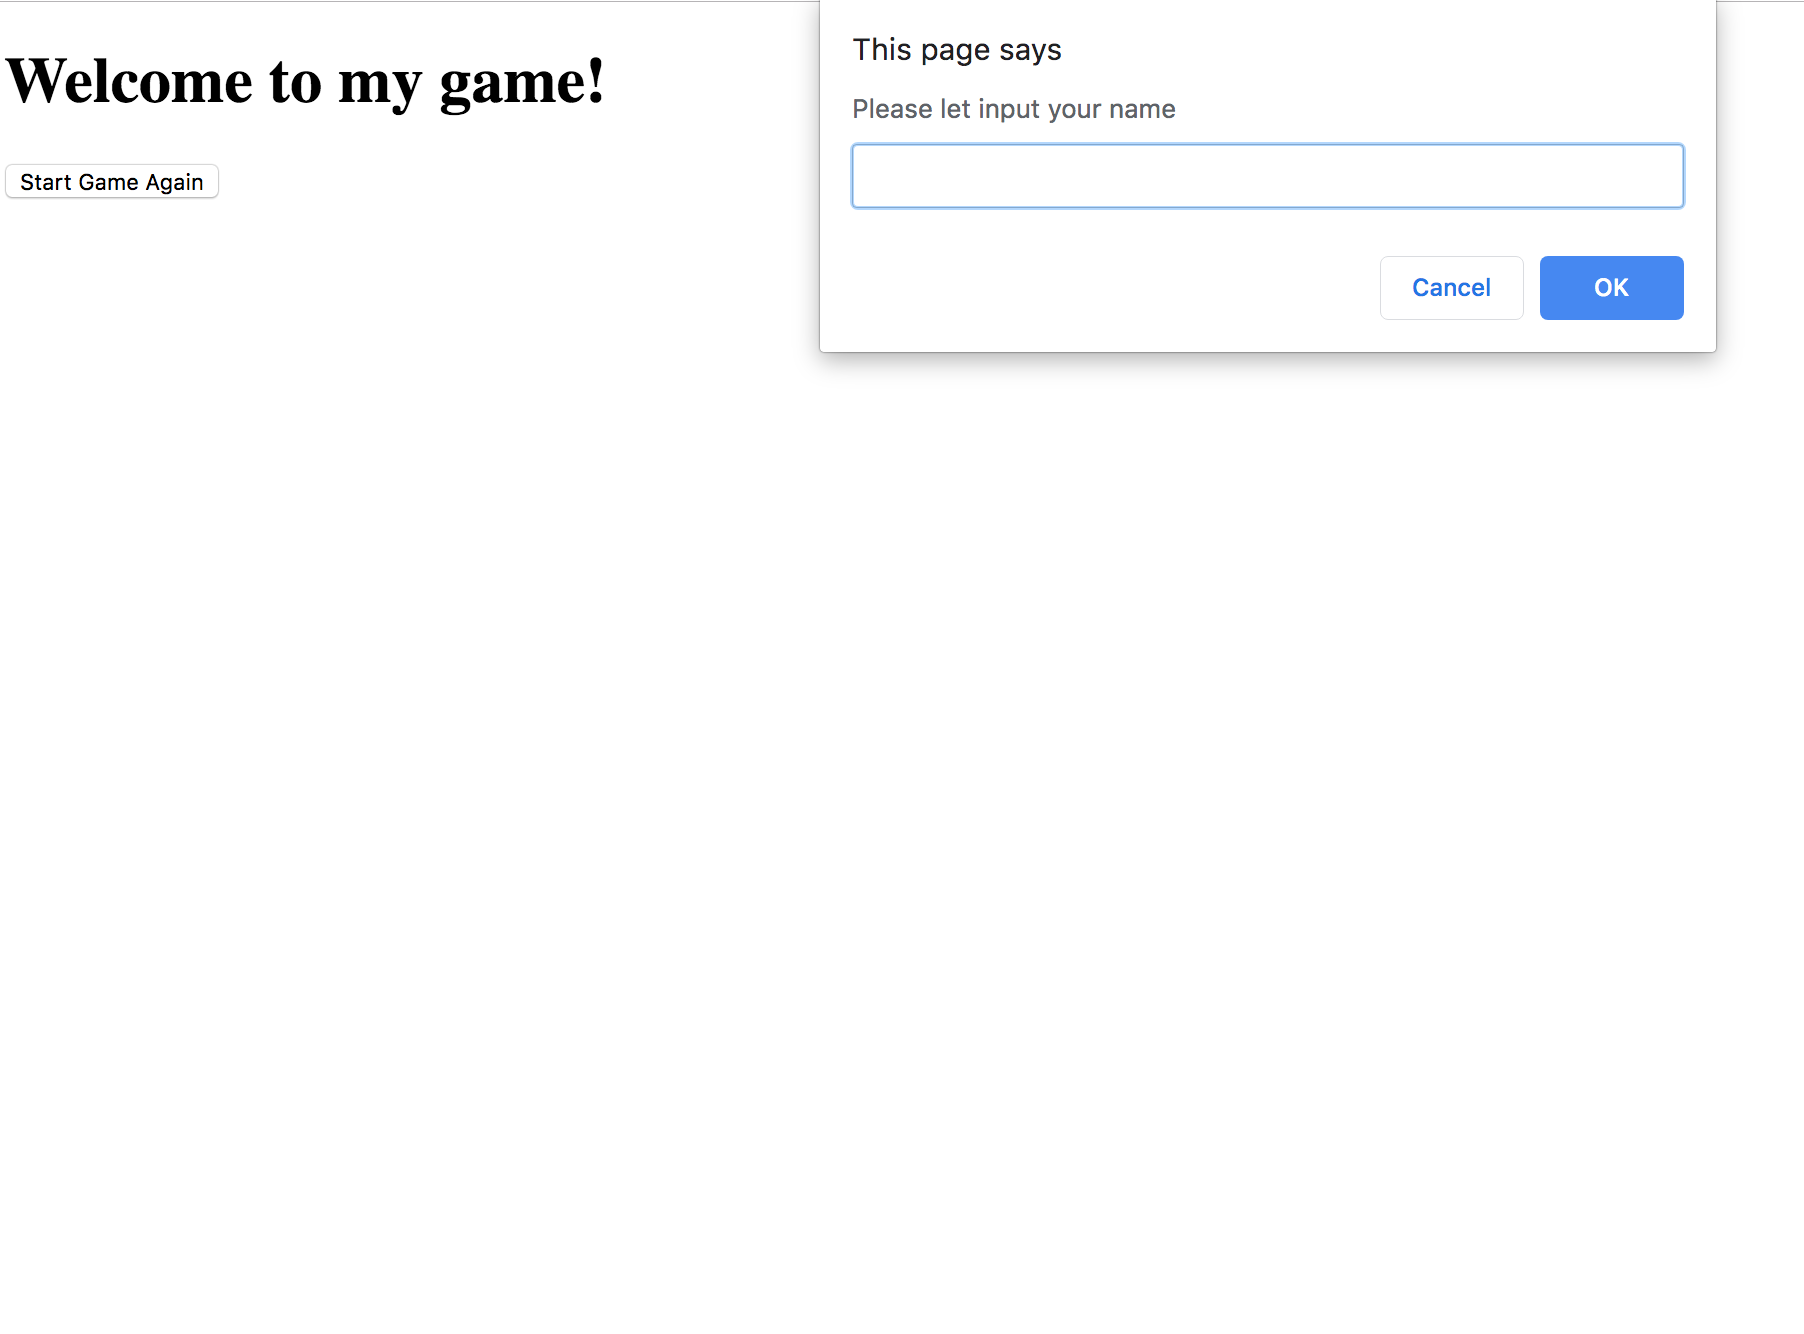 Welcome to my game!
Start Game Again
This page says
Please let input your name
Cancel
OK